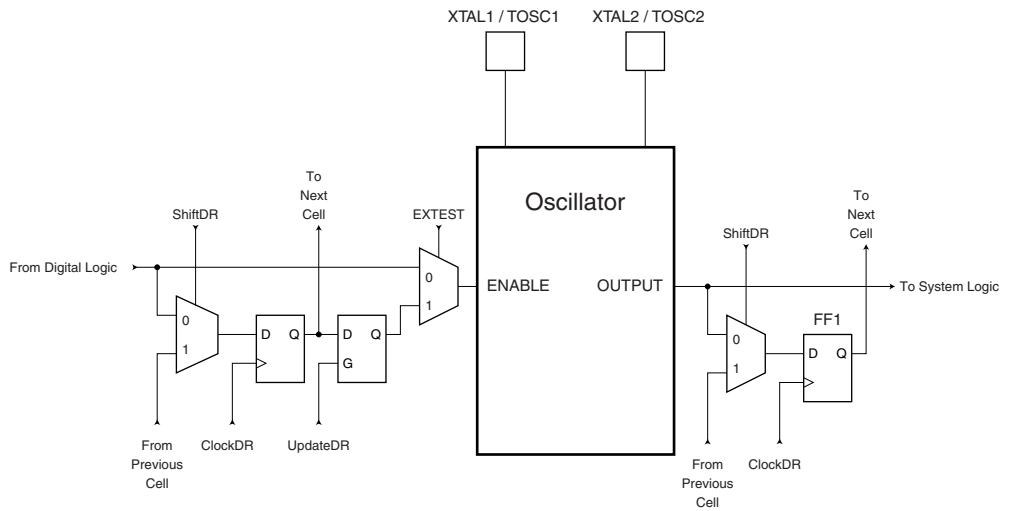 XTAL1 / TOSC1
XTAL2 / TOSC2
To
Next
Cell
ShiftDR
EXTEST
Oscillator
To
Next
Cell
ShiftDR
From Digital Logic
0
1
ENABLE
OUTPUT
To System Logic
0
1
D
Q
D
Q
G
FF1
0
1
D
Q
From
Previous
Cell
ClockDR
UpdateDR
From
Previous
Cell
ClockDR